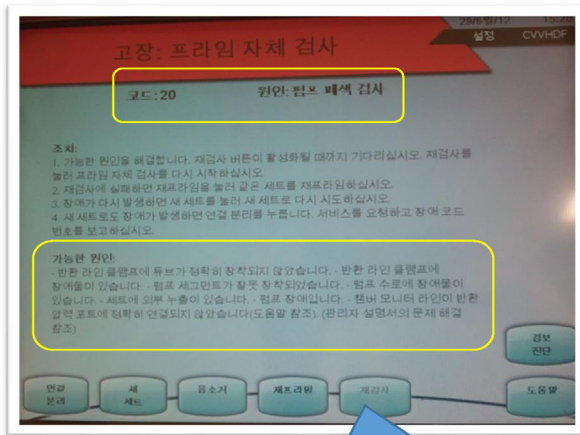 29/6월/12 15:20
고장: 프라임 자체 검사
설정 CVVHDF
코드:20 원인: 펌프 폐색 검사
조치:
1. 가능한 원인을 해결합니다. 재검사 버튼이 활성화될 때까지 기다리십시오. 재검사를
눌러 프라임 자체 검사를 다시 시작하십시오.
2. 재검사에 실패하면 재프라임을 눌러 같은 세트를 재프라임하십시오.
3. 장애가 다시 발생하면 새 세트를 눌러 새 세트로 다시 시도하십시오.
4. 새 세트로도 장애가 발생하면 연결 분리를 누릅니다. 서비스를 요청하고 장애 코드
번호를 보고하십시오.
가능한 원인:
- 반환 라인 클램프에 튜브가 정확히 장착되지 않았습니다. - 반환 라인 클램프에
장애물이 있습니다. - 펌프 세그먼트가 잘못 장착되었습니다. - 펌프 수로에 장애물이
있습니다. - 세트에 외부 누출이 있습니다. - 펌프 장애입니다. - 챔버 모니터 라인이 반환
압력 포트에 정확히 연결되지 않았습니다(도움말 참조). (관리자 설명서의 문제 해결
참조)
경보
진단
연결
분리
새
세트
음소거
재프라임
재검사
도움말